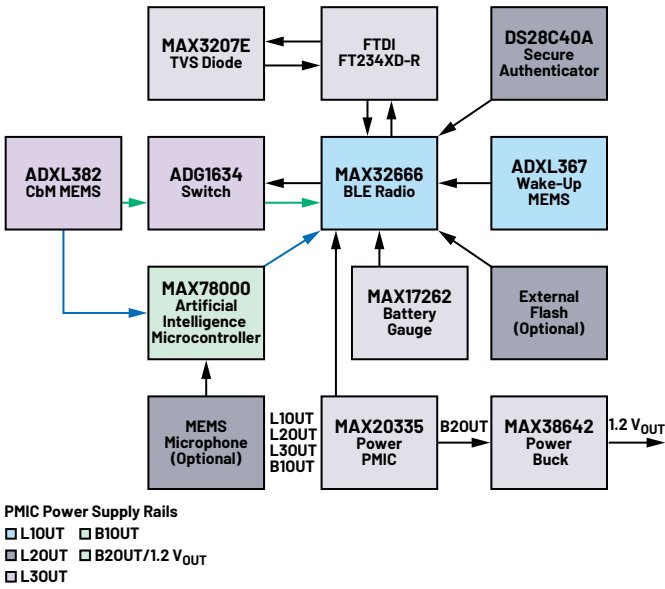 MAX3207E
TVS Diode
FTDI
FT234XD-R
DS28C40A
Secure
Authenticator
ADXL382
CbM MEMS
ADG1634
Switch
MAX32666
BLE Radio
ADXL367
Wake-Up
MEMS
MAX78000
Artificial
Intelligence
Microcontroller
MAX17262
Battery
Gauge
External
Flash
(Optional)
MEMS
Microphone
(Optional)
L1OUT
L2OUT
L3OUT
B1OUT
MAX20335
Power
PMIC
B2OUT
MAX38642
Power
Buck
1.2 VOUT
PMIC Power Supply Rails
L1OUT
B1OUT
L2OUT
B2OUT/1.2 VOUT
L3OUT